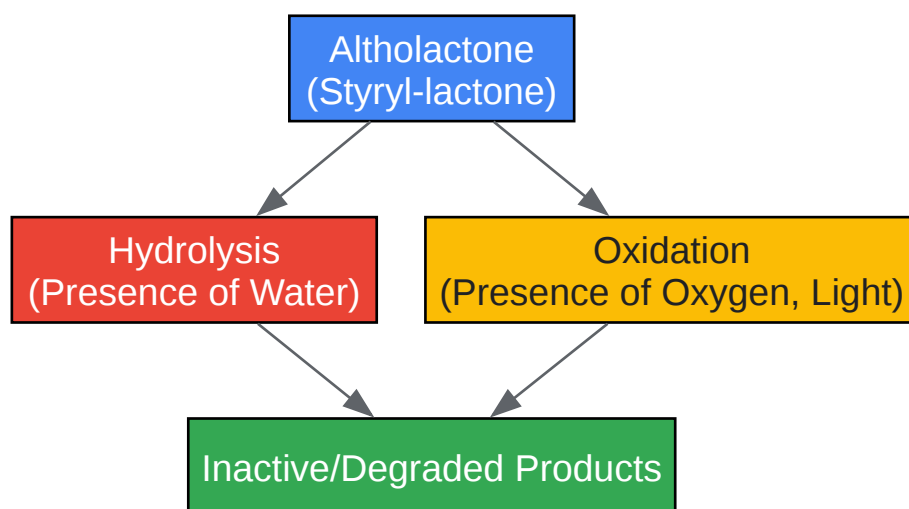 Altholactone
(Styryl-lactone)
Hydrolysis
(Presence of Water)
Oxidation
(Presence of Oxygen, Light)
Inactive/Degraded Products